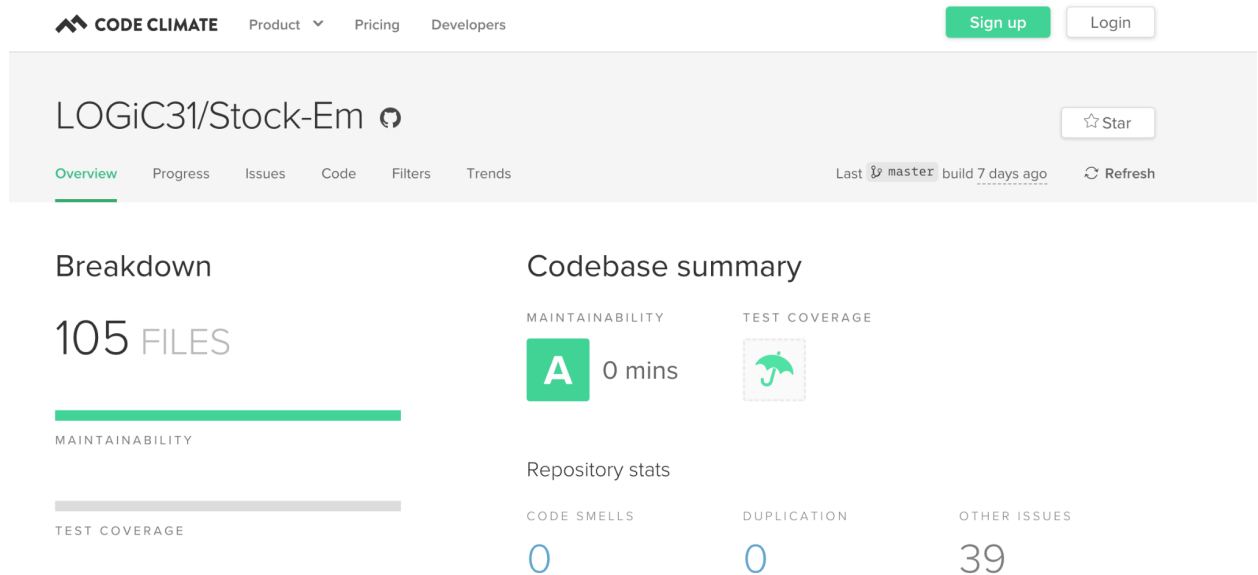 CODE CLIMATE Product Pricing Developers Sign up Login
LOGiC31/Stock-Em
Star
Overview Progress Issues Code Filters Trends Last master build 7 days ago Refresh
Breakdown
105 FILES
MAINTAINABILITY
TEST COVERAGE
Codebase summary
MAINTAINABILITY TEST COVERAGE
A 0 mins
Repository stats
CODE SMELLS DUPLICATION OTHER ISSUES
0 0 39